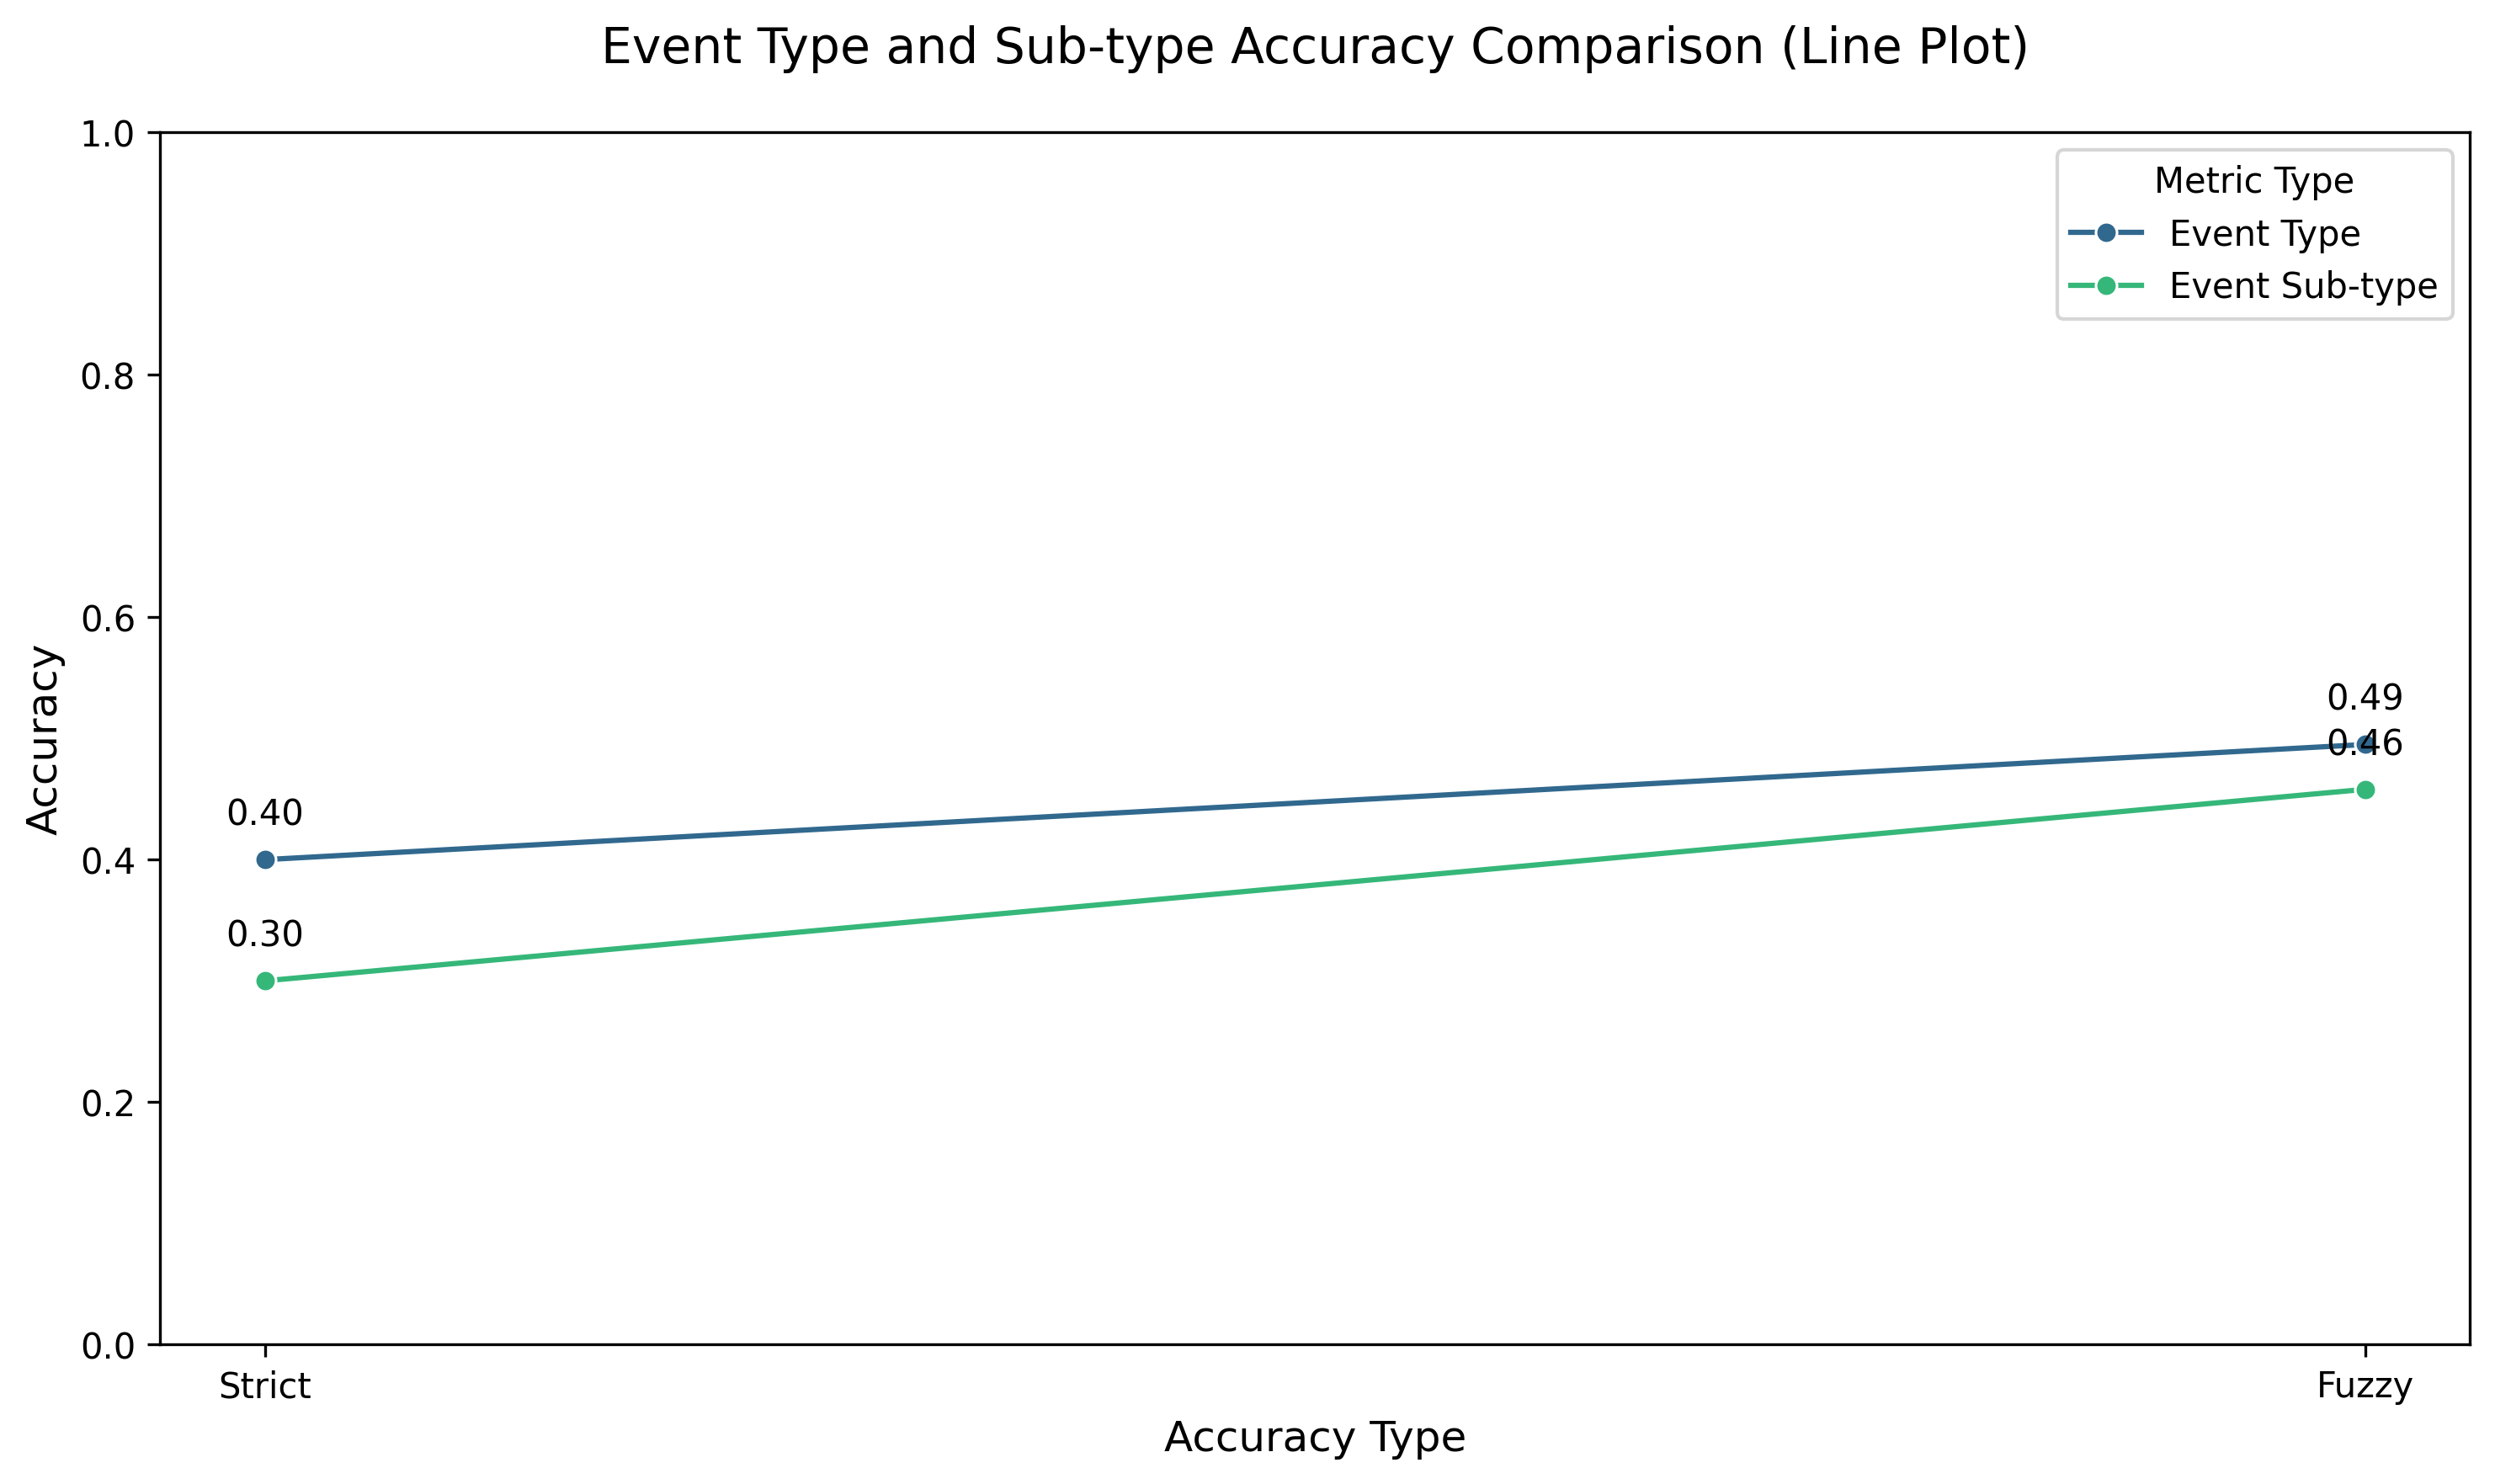 Event Type and Sub-type Accuracy Comparison (Line Plot)
1.0
0.8
0.6
0.4
0.2
0.0
Accuracy
Metric Type
Event Type
Event Sub-type
0.40
0.30
0.49
0.46
Strict
Fuzzy
Accuracy Type